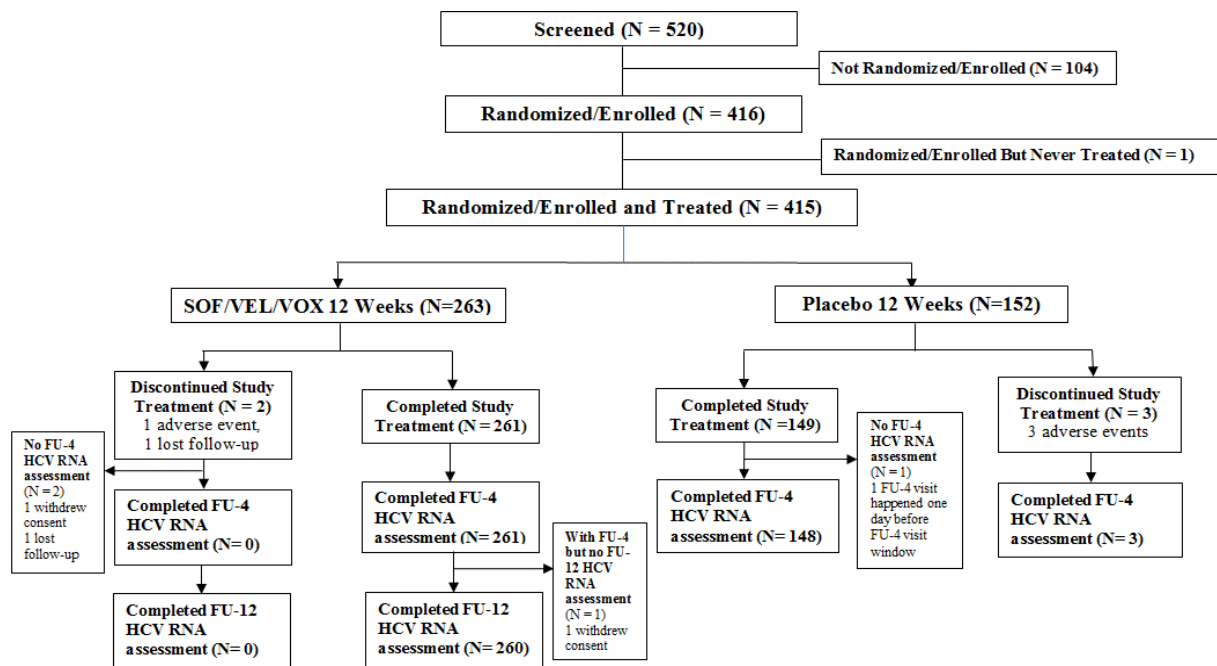 Screened (N = 520)
Not Randomized/Enrolled (N = 104)
Randomized/Enrolled (N = 416)
Randomized/Enrolled But Never Treated (N = 1)
Randomized/Enrolled and Treated (N = 415)
SOF/VEL/VOX 12 Weeks (N=263)
Placebo 12 Weeks (N=152)
Discontinued Study
Treatment (N = 2)
1 adverse event,
1 lost follow-up
Completed Study
Treatment (N = 261)
Completed Study
Treatment (N =149)
Discontinued Study
Treatment (N = 3)
3 adverse events
No FU-4
HCV RNA
assessment
(N = 2)
1 withdrew
consent
1 lost
follow-up
No FU-4
HCV RNA
assessment
(N = 1)
1 FU-4 visit
happened one
day before
FU-4 visit
window
Completed FU-4
HCV RNA
assessment (N= 0)
Completed FU-4
HCV RNA
assessment (N= 261)
Completed FU-4
HCV RNA
assessment (N= 148)
Completed FU-4
HCV RNA
assessment (N= 3)
With FU-4
but no FU-
12 HCV
RNA
assessment
(N = 1)
1 withdrew
consent
Completed FU-12
HCV RNA
assessment (N= 0)
Completed FU-12
HCV RNA
assessment (N= 260)